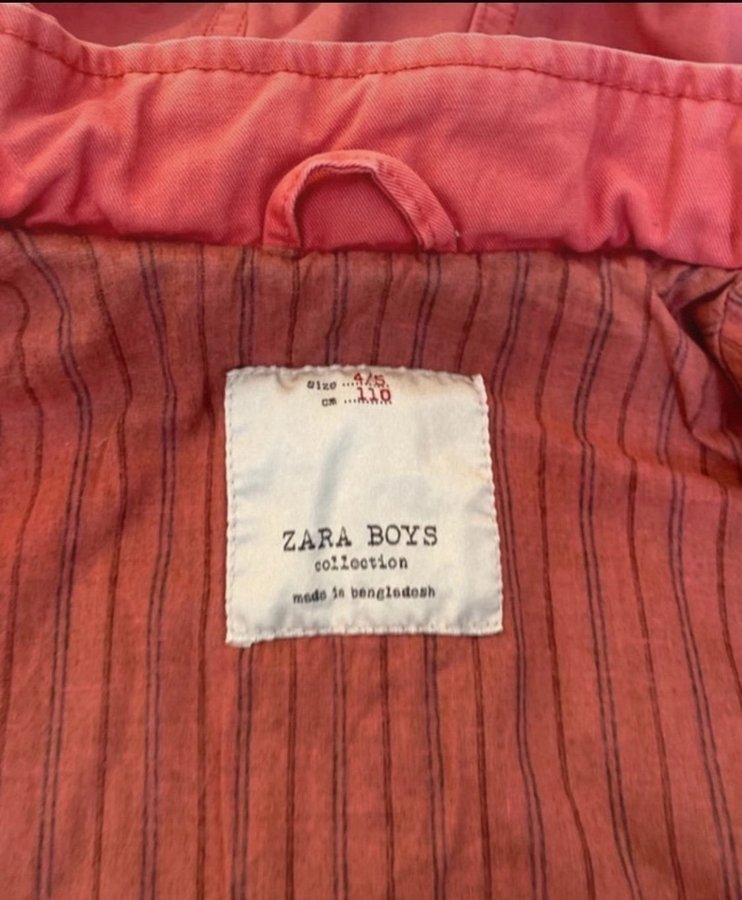 size ...4/5...
cm ...110...
ZARA BOYS
collection
made in bangladesh